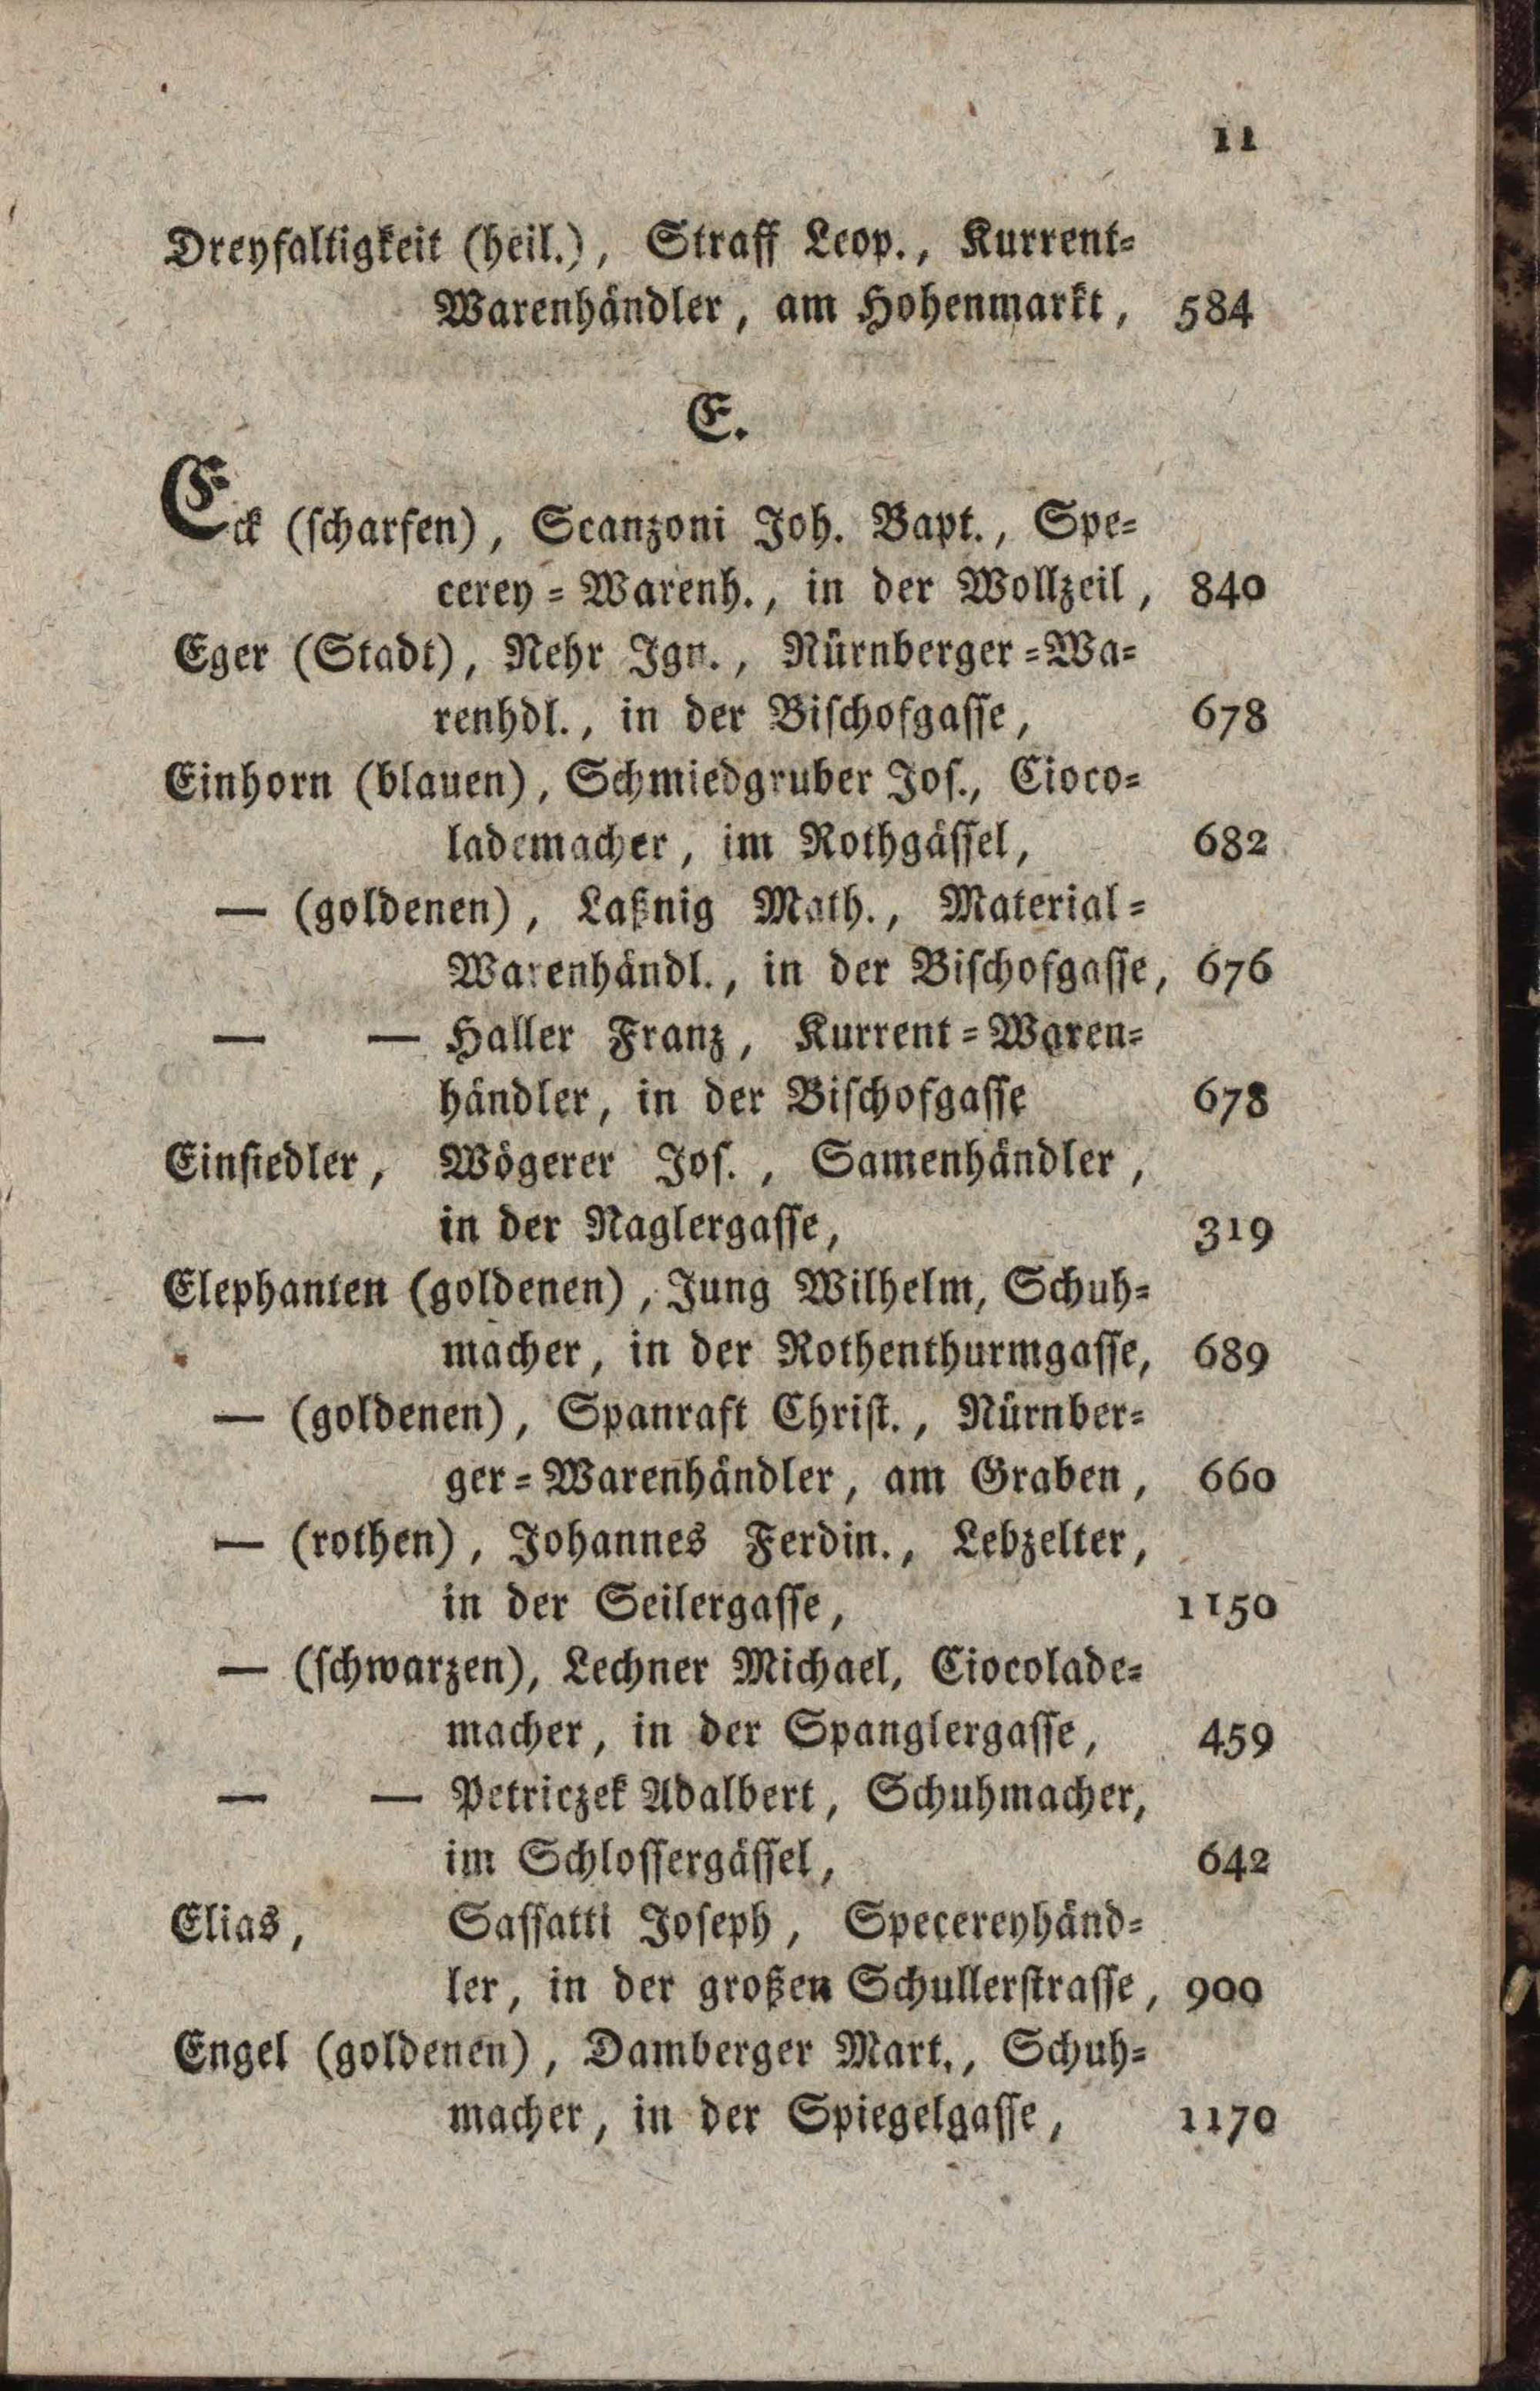 11
Dreyfaltigkeit (heil.), Straff Leop., Kurrent=
Warenhändler, am Hohenmarkt, 584
E.
Eck (scharfen), Scanzoni Joh. Bapt., Spe=
cerey=Warenh., in der Wollzeil, 840
Eger (Stadt), Nehr Ign., Nürnberger=Wa=
renhdl., in der Bischofgasse, 678
Einhorn (blauen), Schmiedgruber Jos., Cioco=
lademacher, im Rothgässel, 682
— (goldenen), Laßnig Math., Material=
Warenhändl., in der Bischofgasse, 676
— — Haller Franz, Kurrent=Waren=
händler, in der Bischofgasse 678
Einsiedler, Wögerer Jos., Samenhändler,
in der Naglergasse, 319
Elephanten (goldenen), Jung Wilhelm, Schuh=
macher, in der Rothenthurmgasse, 689
— (goldenen), Spanraft Christ., Nürnber=
ger=Warenhändler, am Graben, 660
— (rothen), Johannes Ferdin., Lebzelter,
in der Seilergasse, 1150
— (schwarzen), Lechner Michael, Ciocolade=
macher, in der Spanglergasse, 459
— — Petriczek Adalbert, Schuhmacher,
im Schlossergässel, 642
Elias, Saffatti Joseph, Specereyhänd=
ler, in der großen Schullerstrasse, 900
Engel (goldenen), Damberger Mart., Schuh=
macher, in der Spiegelgasse, 1170